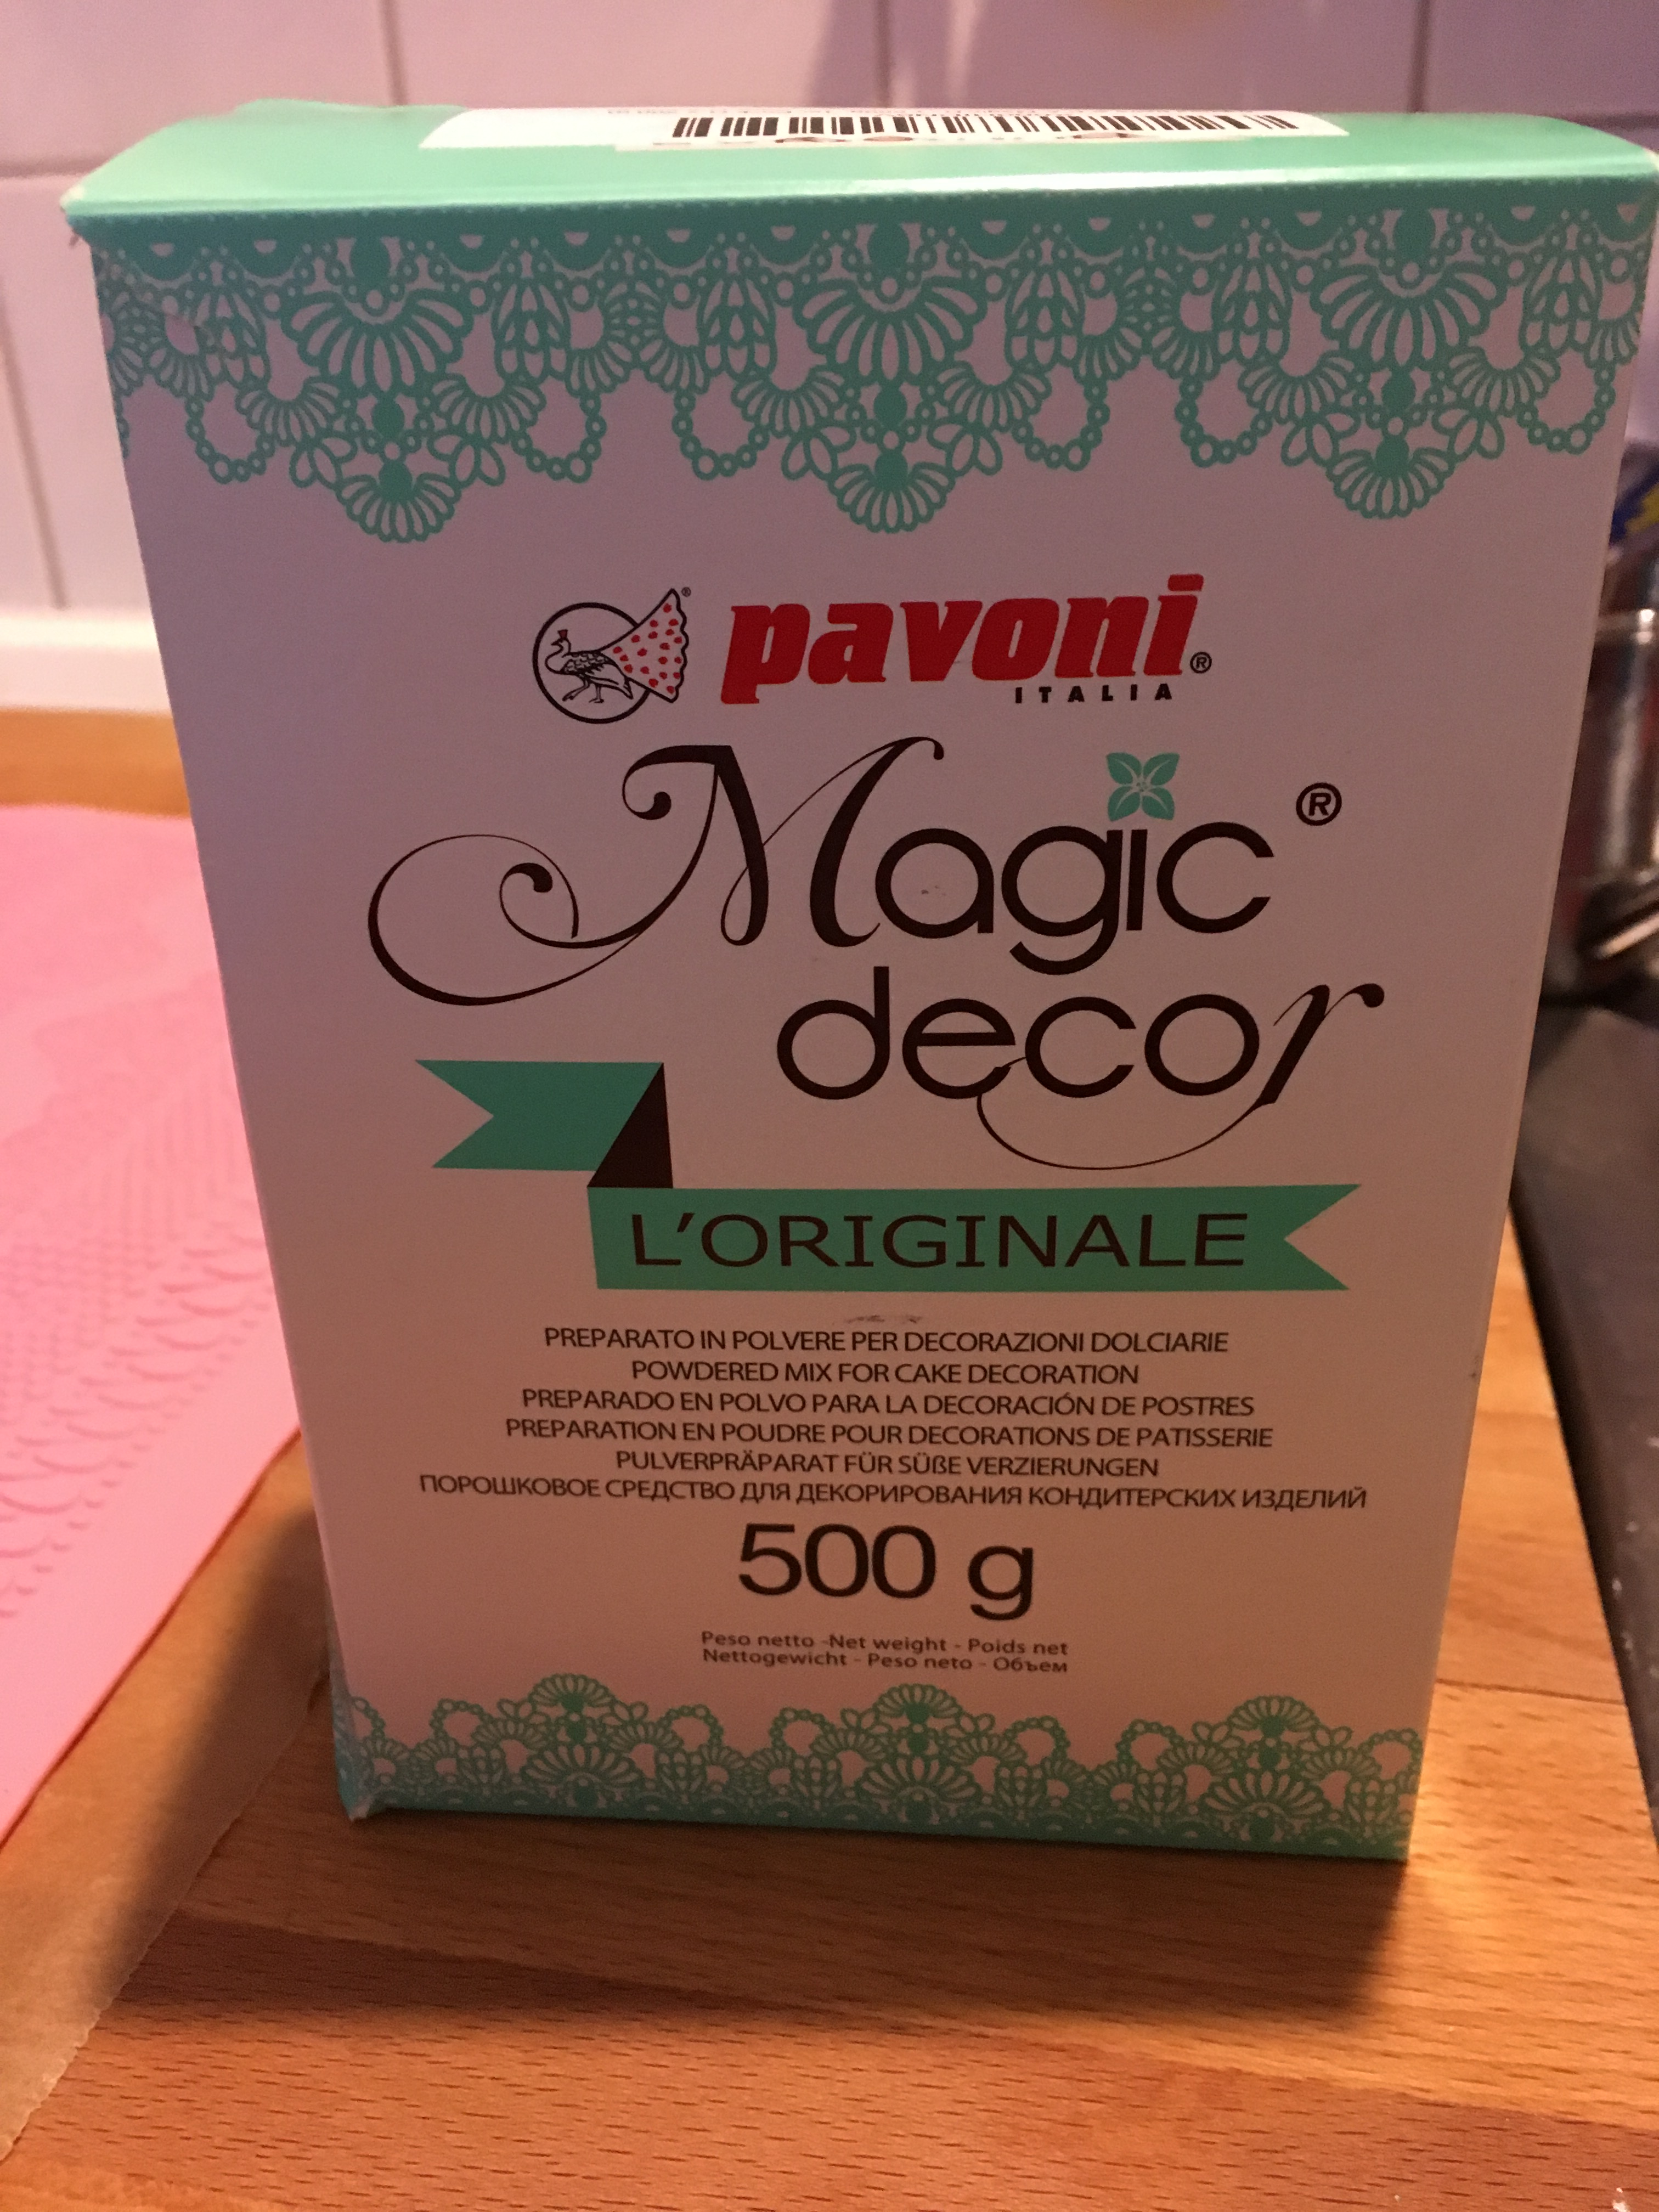 pavoni®
ITALIA
Magic ®
decor
L'ORIGINALE
PREPARATO IN POLVERE PER DECORAZIONI DOLCIARIE
POWDERED MIX FOR CAKE DECORATION
PREPARADO EN POLVO PARA LA DECORACIÓN DE POSTRES
PREPARATION EN POUDRE POUR DECORATIONS DE PATISSERIE
PULVERPRÄPARAT FÜR SÜßE VERZIERUNGEN
ПОРОШКОВОЕ СРЕДСТВО ДЛЯ ДЕКОРИРОВАНИЯ КОНДИТЕРСКИХ ИЗДЕЛИЙ
500 g
Peso netto -Net weight - Poids net
Nettogewicht - Peso neto - Объем